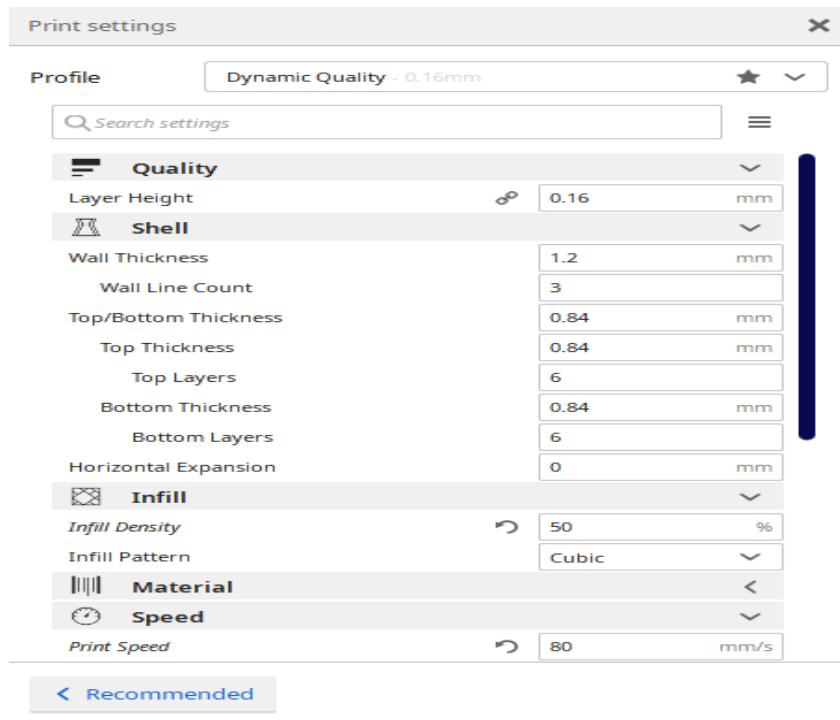 Print settings
Profile Dynamic Quality - 0.16mm
Search settings
Quality
Layer Height 0.16 mm
Shell
Wall Thickness 1.2 mm
Wall Line Count 3
Top/Bottom Thickness 0.84 mm
Top Thickness 0.84 mm
Top Layers 6
Bottom Thickness 0.84 mm
Bottom Layers 6
Horizontal Expansion 0 mm
Infill
Infill Density 50 %
Infill Pattern Cubic
Material
Speed
Print Speed 80 mm/s
Recommended